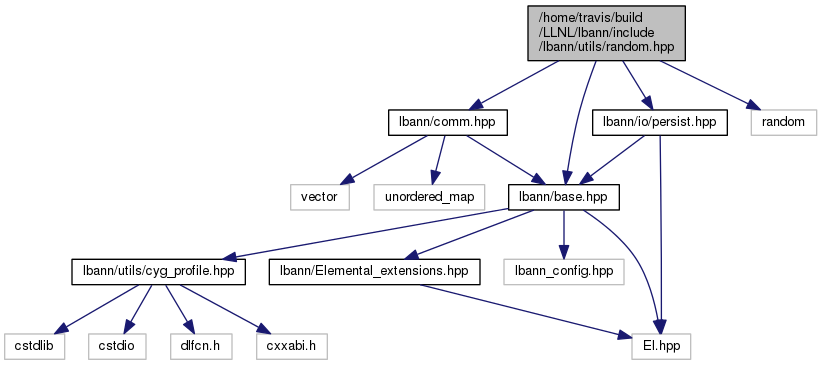 /home/travis/build
/LLNL/lbann/include
/lbann/utils/random.hpp
lbann/comm.hpp
lbann/io/persist.hpp
random
vector
unordered_map
lbann/base.hpp
lbann/utils/cyg_profile.hpp
lbann/Elemental_extensions.hpp
lbann_config.hpp
cstdlib
cstdio
dlfcn.h
cxxabi.h
El.hpp